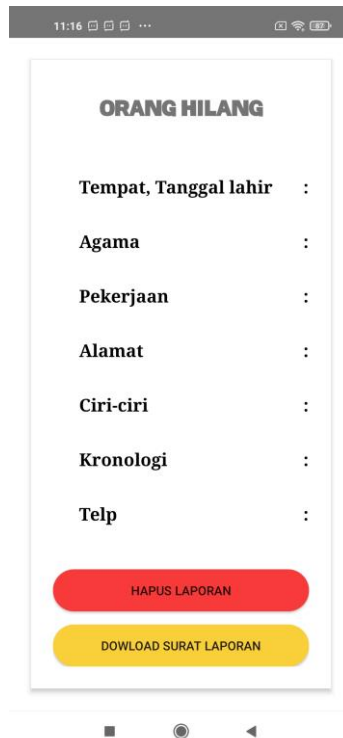 11:16 ...
87
ORANG HILANG
Tempat, Tanggal lahir :
Agama :
Pekerjaan :
Alamat :
Ciri-ciri :
Kronologi :
Telp :
HAPUS LAPORAN
DOWLOAD SURAT LAPORAN